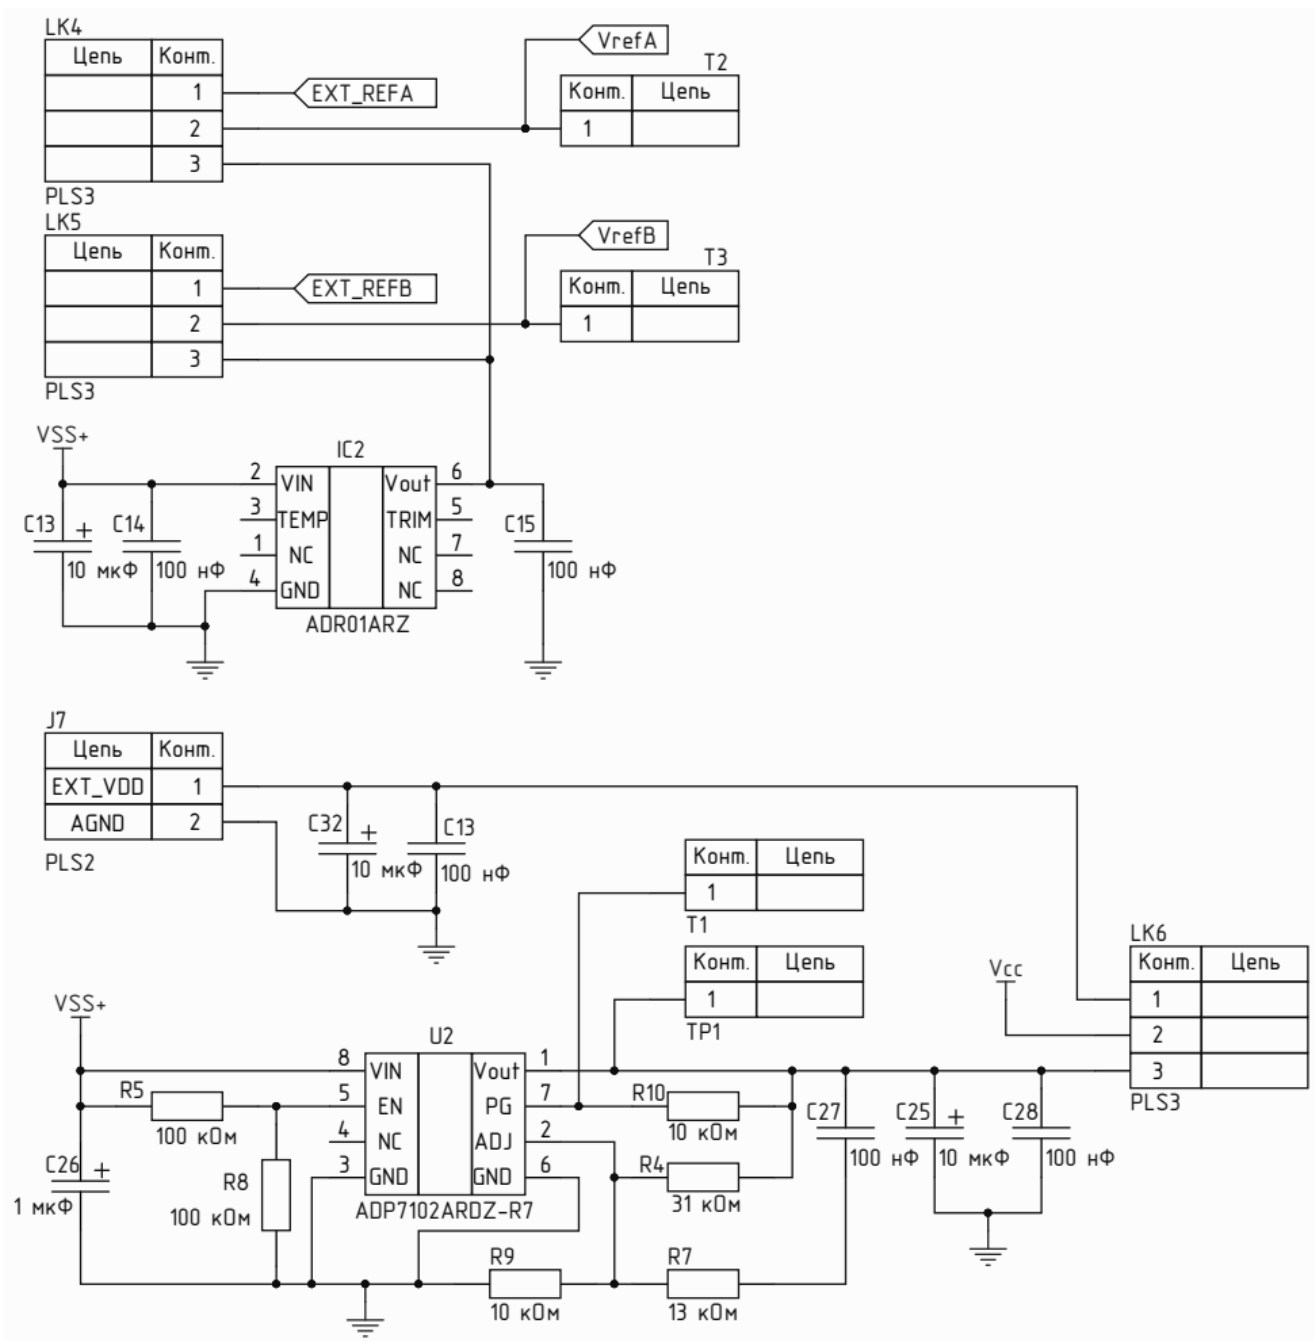 LK4
Цепь Конт.
1
2
3
PLS3
EXT_REFA
VrefA
T2
Конт. Цепь
1
LK5
Цепь Конт.
1
2
3
PLS3
EXT_REFB
VrefB
T3
Конт. Цепь
1
VSS+
C13 +
10 мкФ
C14
100 нФ
IC2
2 VIN Vout 6
3 TEMP TRIM 5
1 NC NC 7
4 GND NC 8
ADR01ARZ
C15
100 нФ
J7
Цепь Конт.
EXT_VDD 1
AGND 2
PLS2
C32 +
10 мкФ
C13
100 нФ
Конт. Цепь
1
T1
Конт. Цепь
1
TP1
LK6
Конт. Цепь
1
2
3
PLS3
Vcc
VSS+
U2
8 VIN Vout 1
5 EN PG 7
4 NC ADJ 2
3 GND GND 6
ADP7102ARDZ-R7
R5
100 кОм
C26 +
1 мкФ
R8
100 кОм
R10
10 кОм
R4
31 кОм
R9
10 кОм
R7
13 кОм
C27
100 нФ
C25 +
10 мкФ
C28
100 нФ